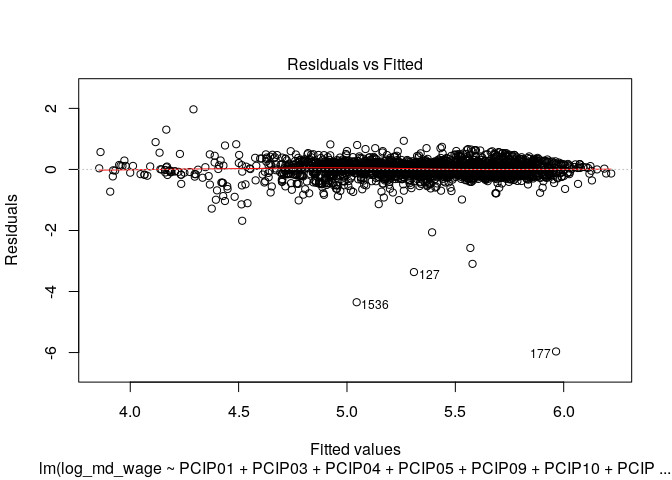 Residuals vs Fitted
2
0
-2
-4
-6
Residuals
127
1536
177
4.0 4.5 5.0 5.5 6.0
Fitted values
lm(log_md_wage ~ PCIP01 + PCIP03 + PCIP04 + PCIP05 + PCIP09 + PCIP10 + PCIP ...